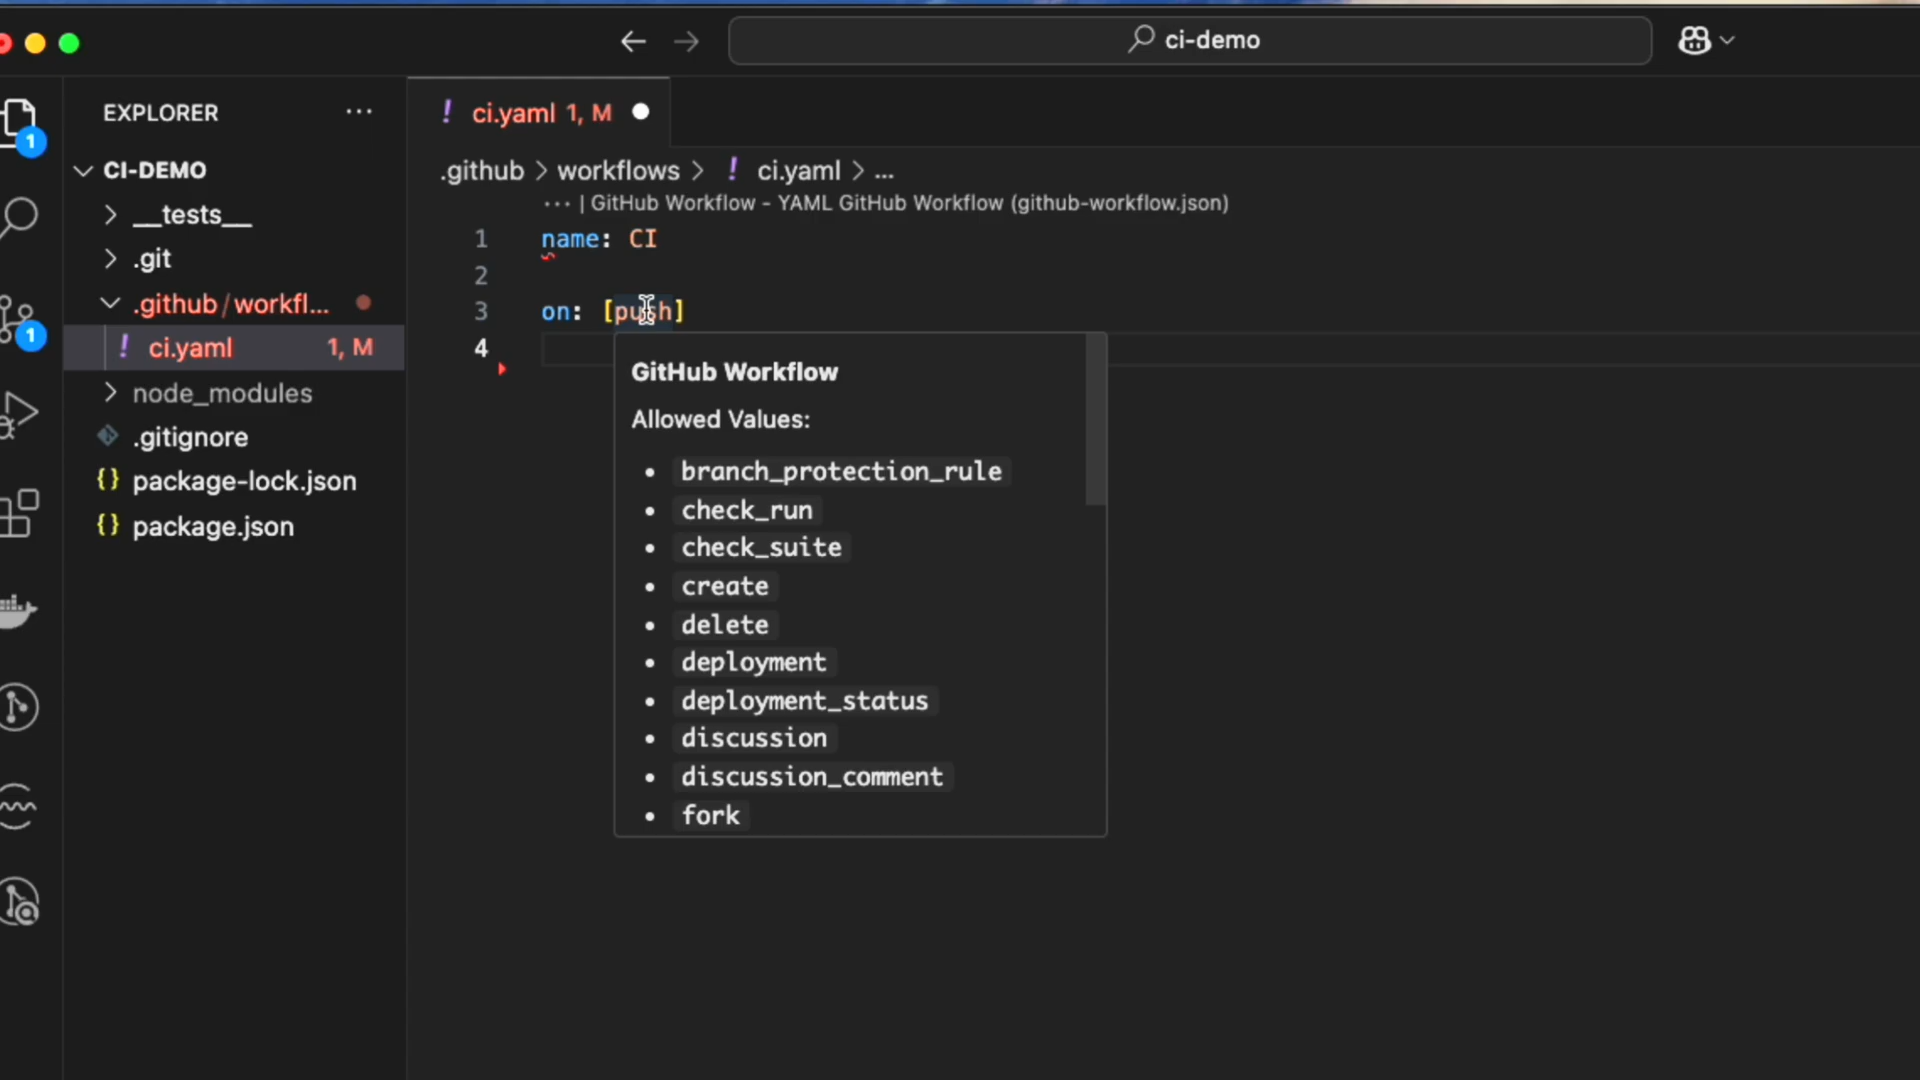 ci-demo
EXPLORER ...
CI-DEMO
__tests__
.git
.github/workfl...
ci.yaml 1, M
node_modules
.gitignore
package-lock.json
package.json
1
1
ci.yaml 1, M
.github > workflows > ! ci.yaml > ...
... | GitHub Workflow - YAML GitHub Workflow (github-workflow.json)
1 name: CI
2
3 on: [push]
4
GitHub Workflow
Allowed Values:
• branch_protection_rule
• check_run
• check_suite
• create
• delete
• deployment
• deployment_status
• discussion
• discussion_comment
• fork